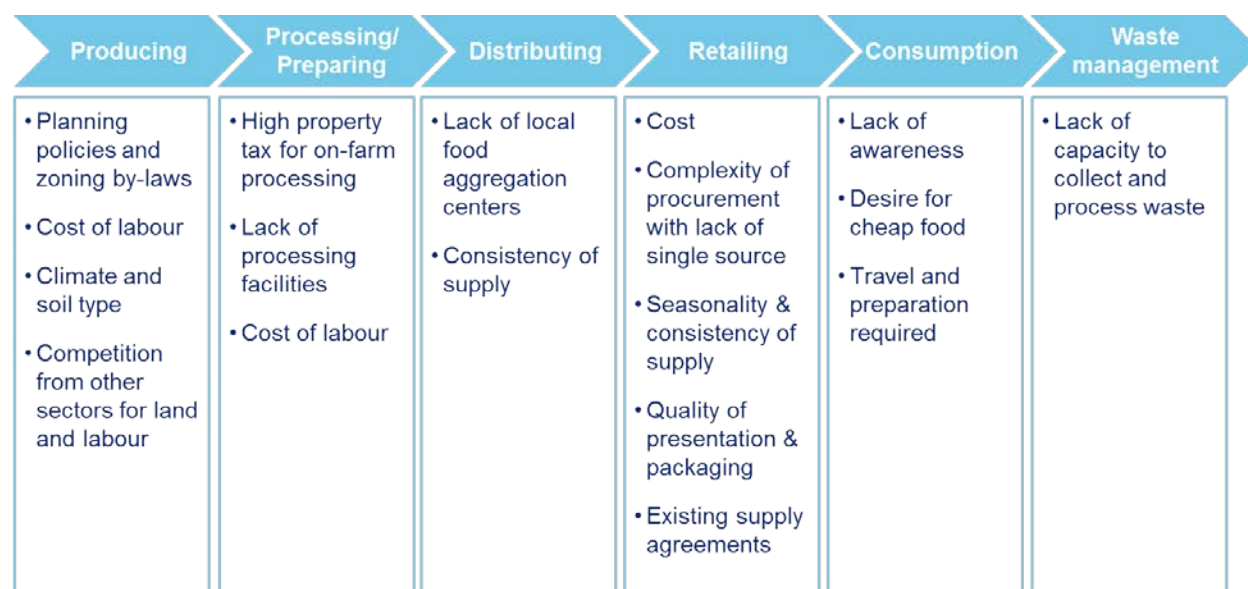 Producing
Processing/
Preparing
Distributing
Retailing
Consumption
Waste
management
• Planning
policies and
zoning by-laws
• Cost of labour
• Climate and
soil type
• Competition
from other
sectors for land
and labour
• High property
tax for on-farm
processing
• Lack of
processing
facilities
• Cost of labour
• Lack of local
food
aggregation
centers
• Consistency of
supply
• Cost
• Complexity of
procurement
with lack of
single source
• Seasonality &
consistency of
supply
• Quality of
presentation &
packaging
• Existing supply
agreements
• Lack of
awareness
• Desire for
cheap food
• Travel and
preparation
required
• Lack of
capacity to
collect and
process waste